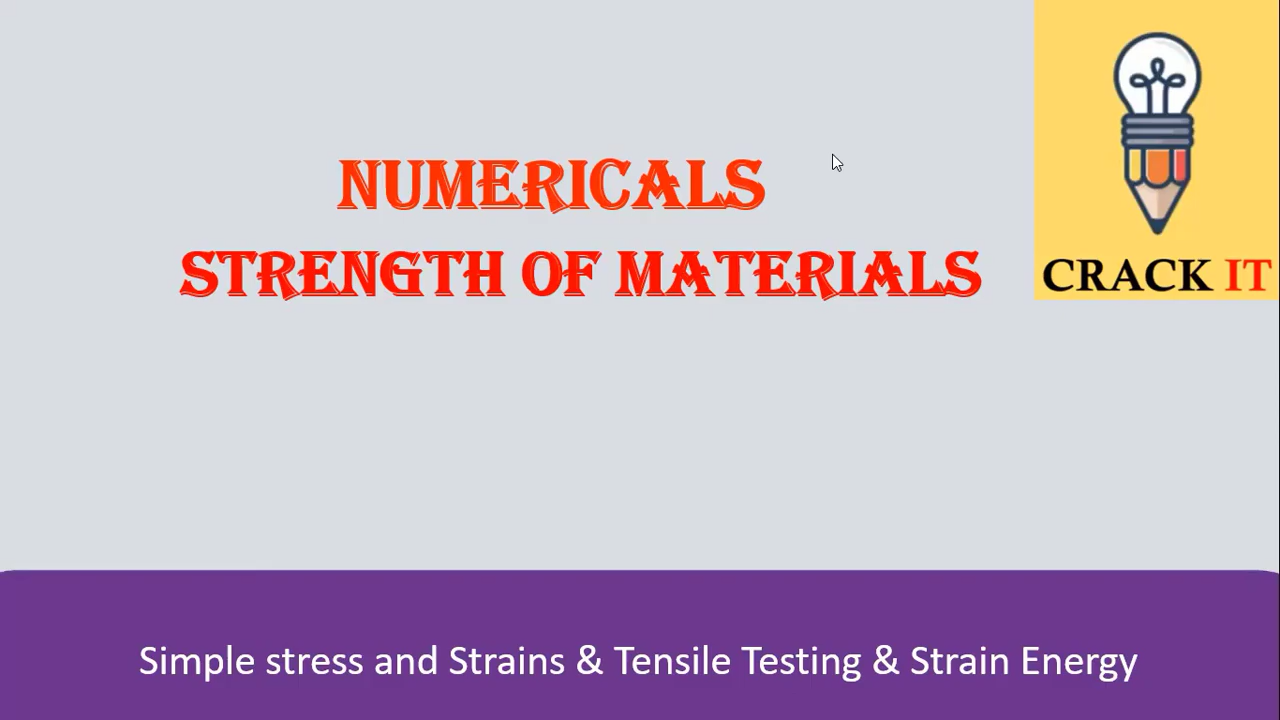 NUMERICALS
STRENGTH OF MATERIALS
CRACK IT
Simple stress and Strains & Tensile Testing & Strain Energy